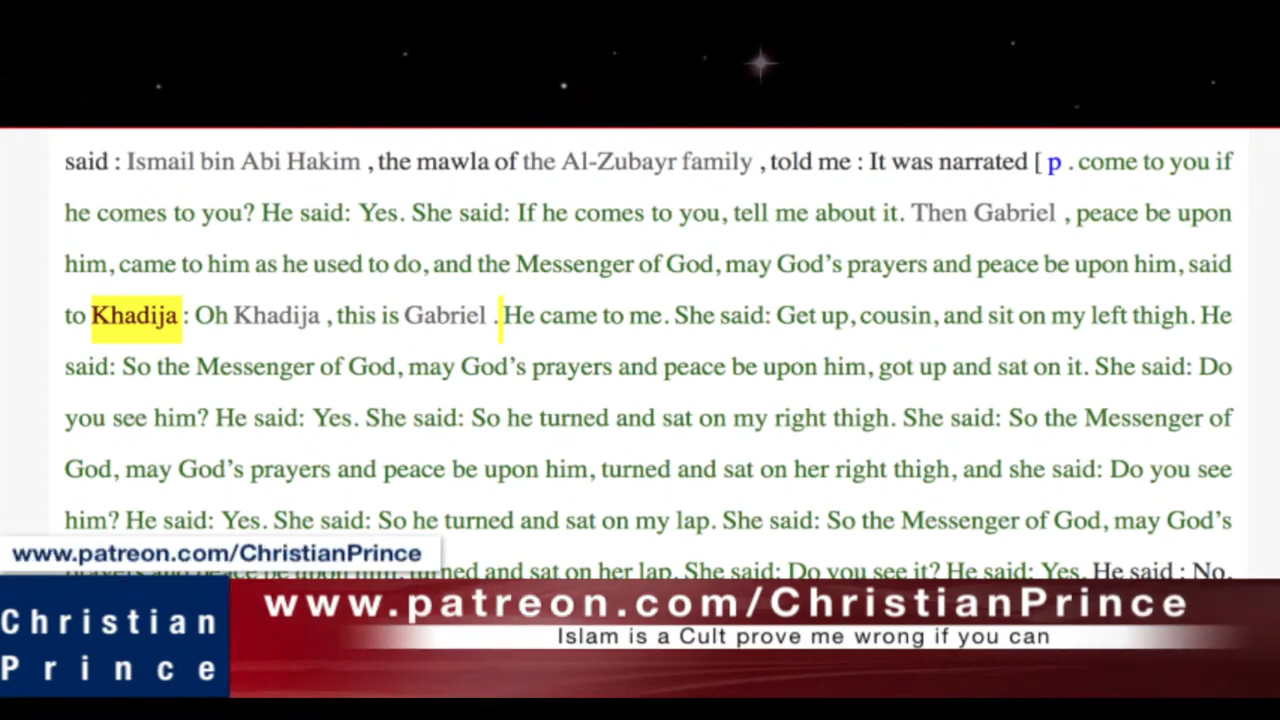 said : Ismail bin Abi Hakim , the mawla of the Al-Zubayr family , told me : It was narrated [ p . come to you if
he comes to you? He said: Yes. She said: If he comes to you, tell me about it. Then Gabriel , peace be upon
him, came to him as he used to do, and the Messenger of God, may God's prayers and peace be upon him, said
to Khadija : Oh Khadija , this is Gabriel . He came to me. She said: Get up, cousin, and sit on my left thigh. He
said: So the Messenger of God, may God's prayers and peace be upon him, got up and sat on it. She said: Do
you see him? He said: Yes. She said: So he turned and sat on my right thigh. She said: So the Messenger of
God, may God's prayers and peace be upon him, turned and sat on her right thigh, and she said: Do you see
him? He said: Yes. She said: So he turned and sat on my lap. She said: So the Messenger of God, may God's
prayers and peace be upon him, turned and sat on her lap. She said: Do you see it? He said: Yes. He said : No.
www.patreon.com/ChristianPrince
Christian
Prince
www.patreon.com/ChristianPrince
Islam is a Cult prove me wrong if you can